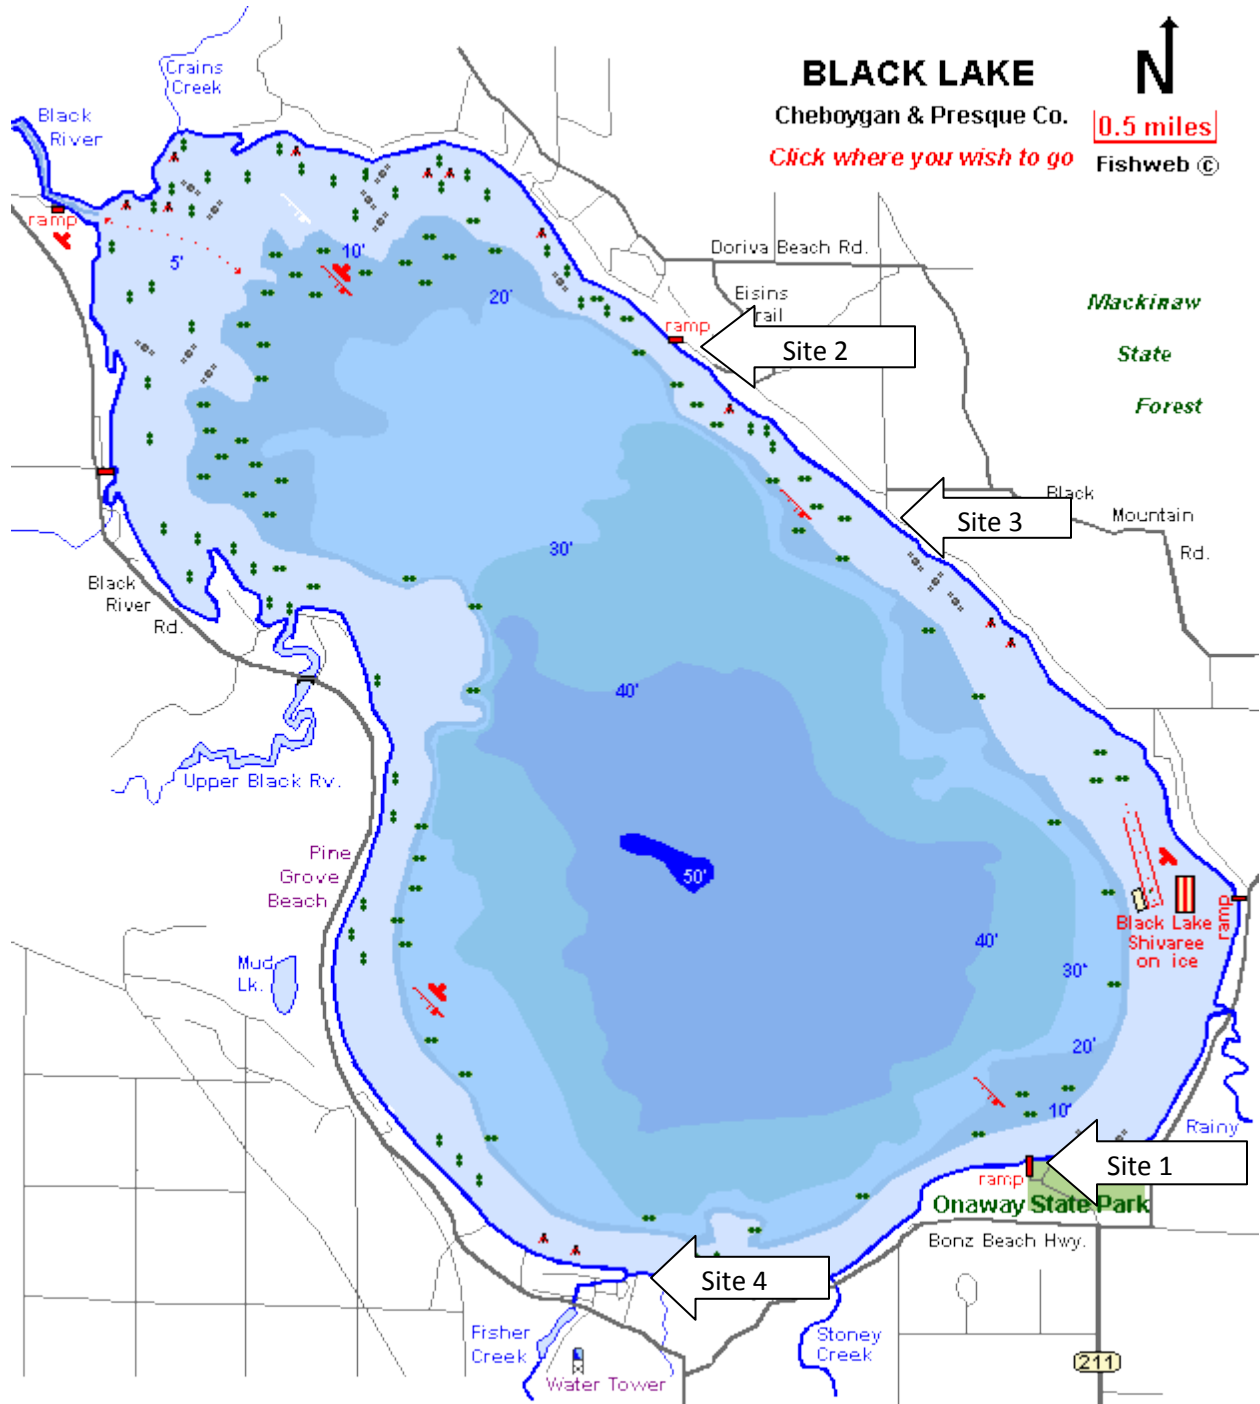 BLACK LAKE
Cheboygan & Presque Co.
Click where you wish to go
N
0.5 miles
Fishweb ©
Crains
Creek
Black
River
ramp
5'
10'
20'
Doriva Beach Rd.
Eisins
rail
ramp
Site 2
Mackinaw
State
Forest
Black
Mountain
Rd.
Site 3
30'
Black
River
Rd.
40'
Upper Black Rv.
Pine
Grove
Beach
50'
Mud
Lk.
Black Lake
Shivaree
on ice
ramp
40'
30'
20'
10'
Rainy
Site 1
ramp
Onaway State Park
Bonz Beach Hwy.
Site 4
Fisher
Creek
Stoney
Creek
Water Tower
211